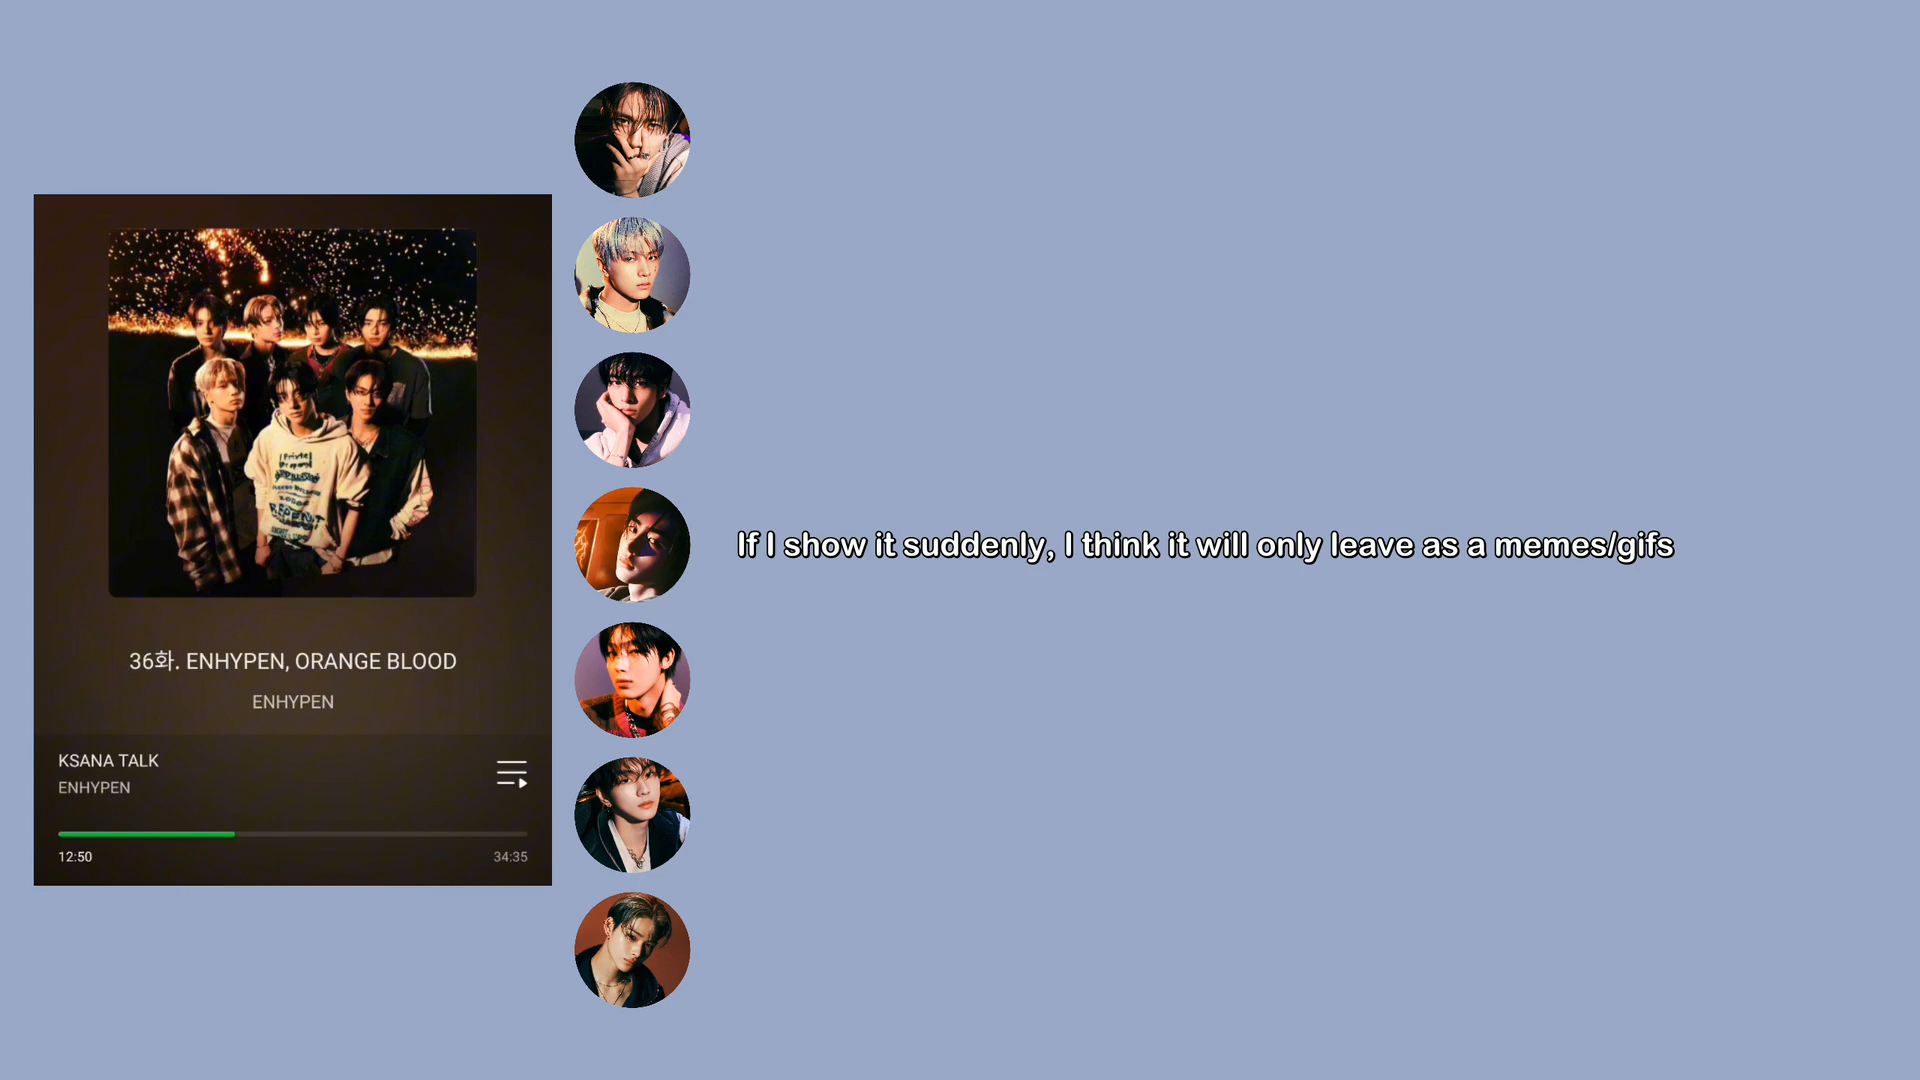 36화. ENHYPEN, ORANGE BLOOD
ENHYPEN
KSANA TALK
ENHYPEN
12:50
34:35
If I show it suddenly, I think it will only leave as a memes/gifs